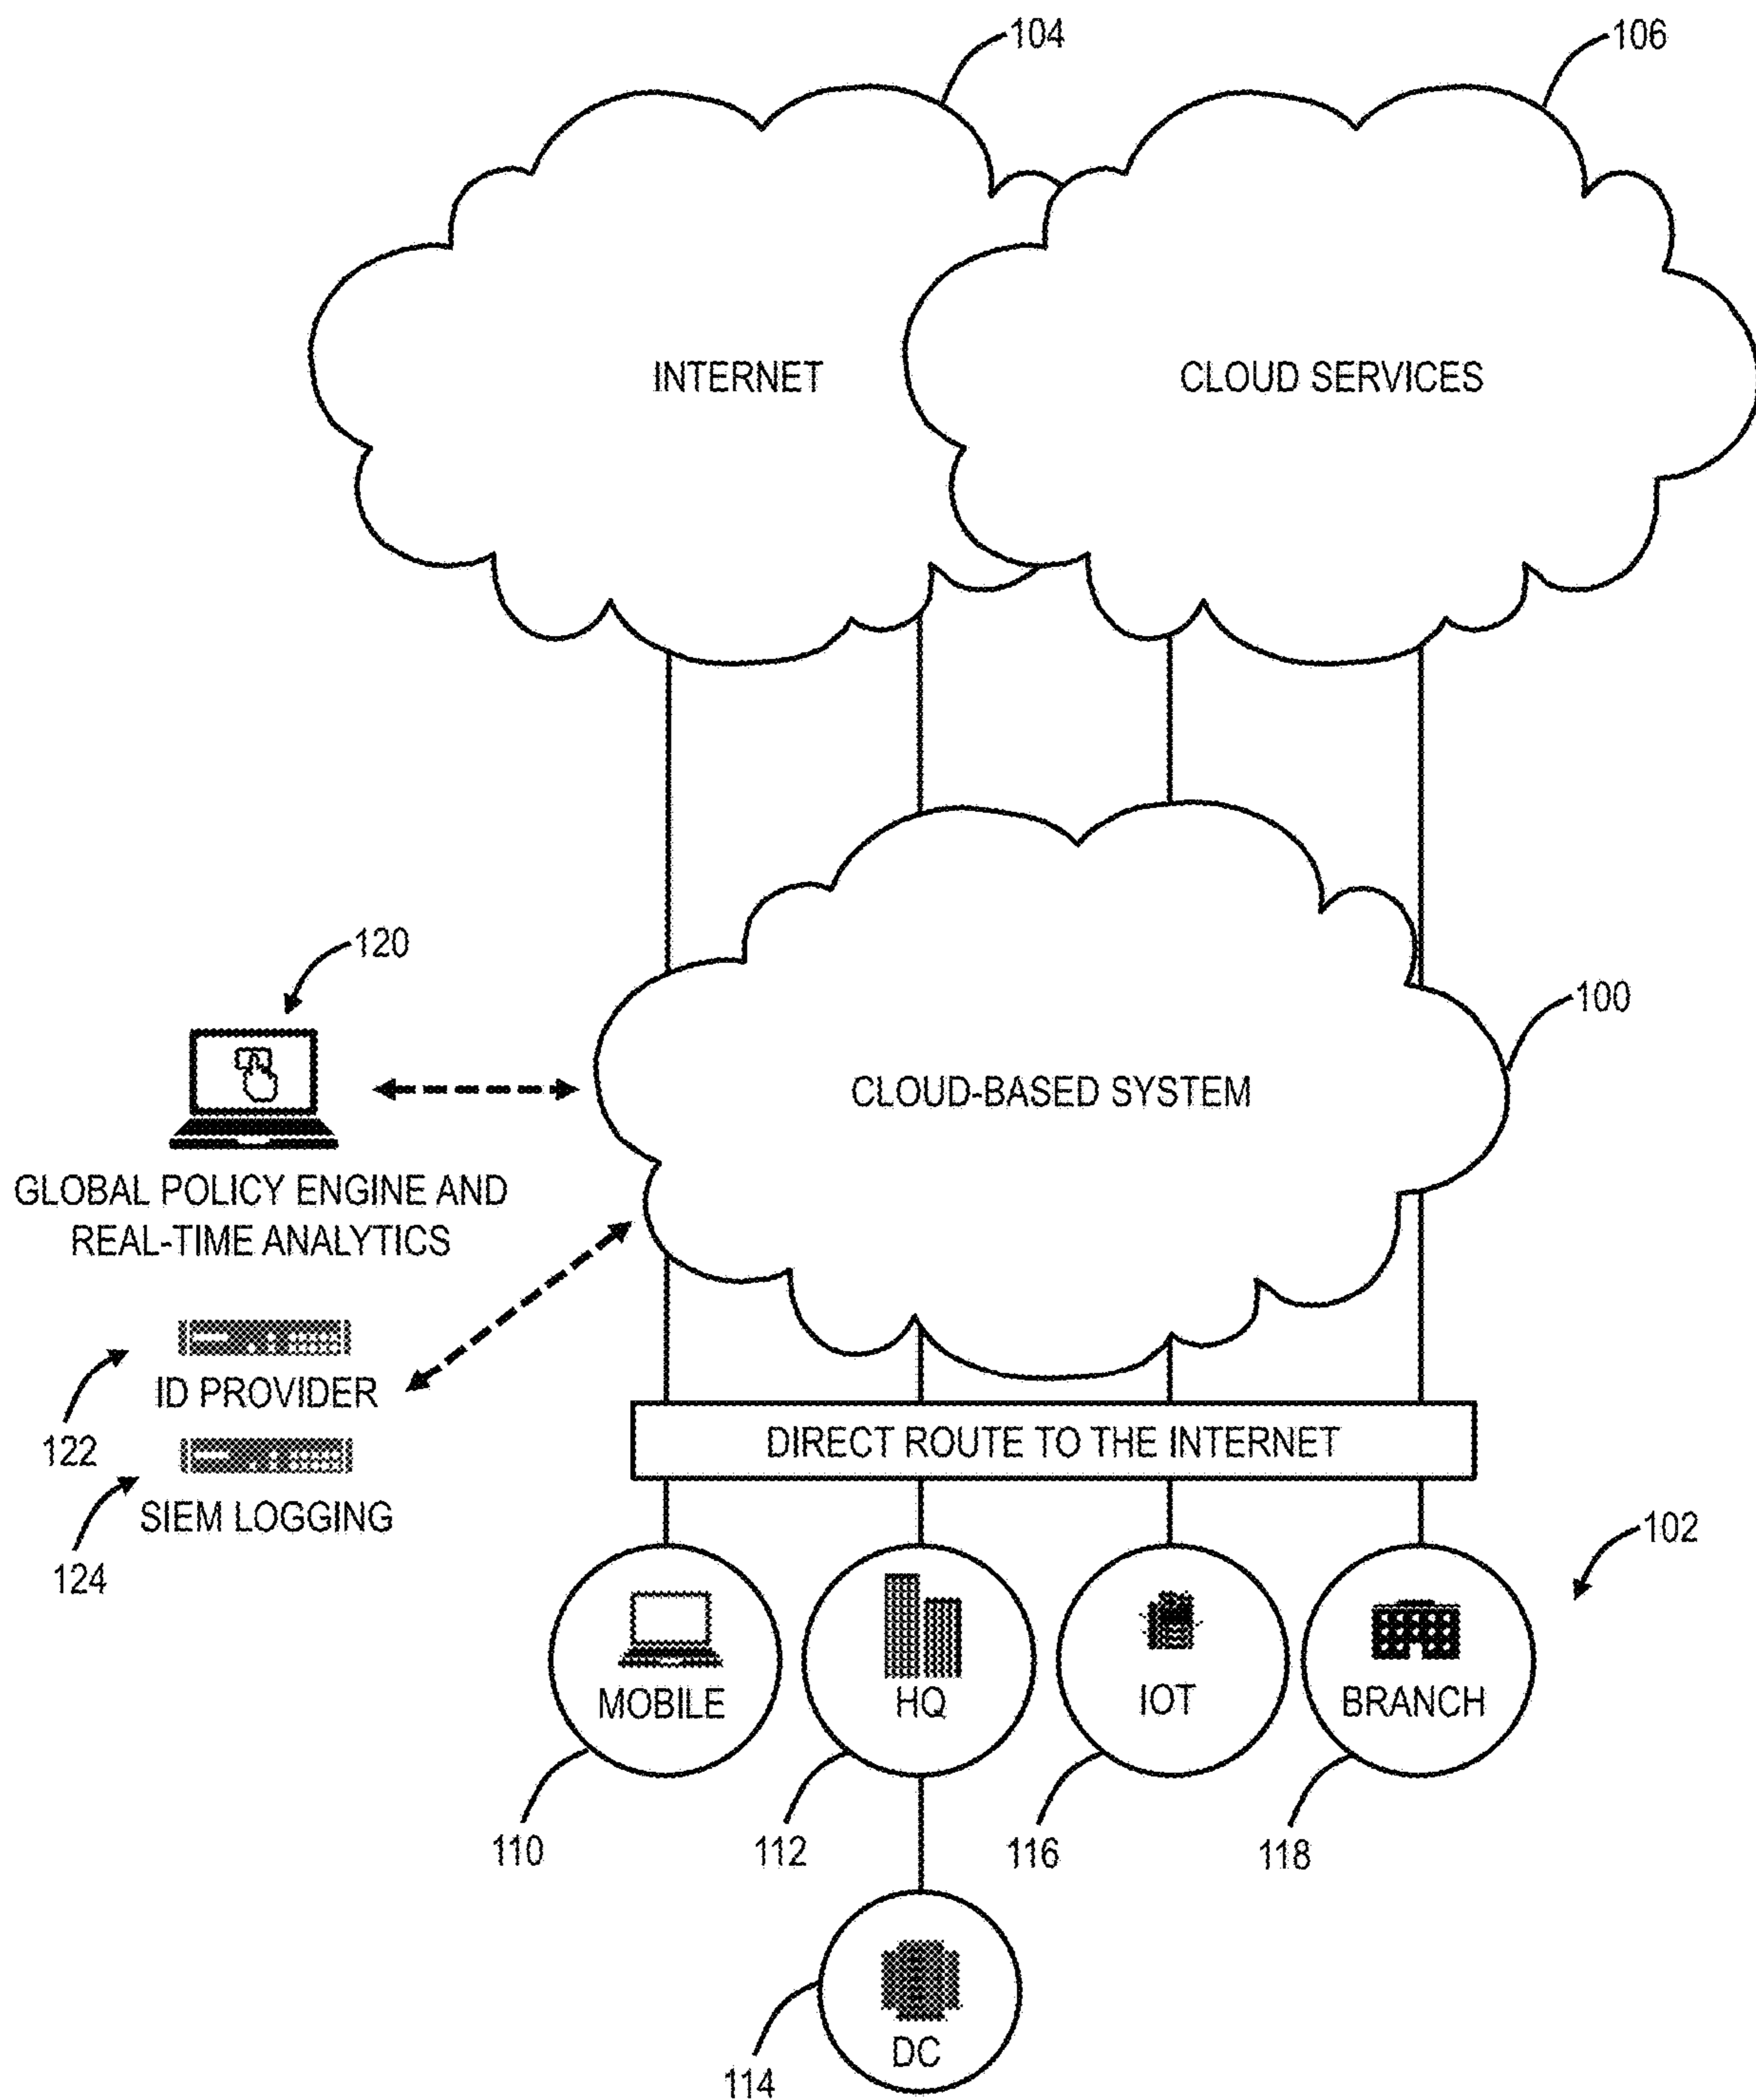 104
106
INTERNET
CLOUD SERVICES
120
100
CLOUD-BASED SYSTEM
GLOBAL POLICY ENGINE AND
REAL-TIME ANALYTICS
ID PROVIDER
122
DIRECT ROUTE TO THE INTERNET
SIEM LOGGING
124
102
MOBILE
HQ
IOT
BRANCH
110
112
116
118
DC
114